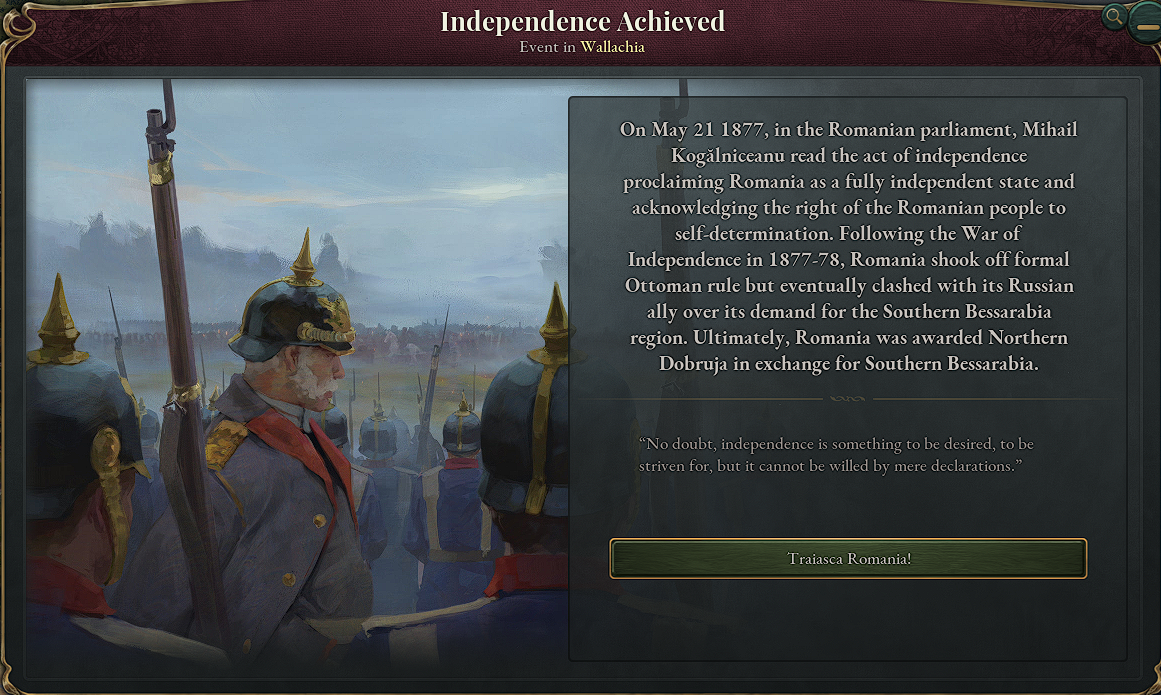 Independence Achieved
Event in Wallachia
On May 21 1877, in the Romanian parliament, Mihail
Kogălniceanu read the act of independence
proclaiming Romania as a fully independent state and
acknowledging the right of the Romanian people to
self-determination. Following the War of
Independence in 1877-78, Romania shook off formal
Ottoman rule but eventually clashed with its Russian
ally over its demand for the Southern Bessarabia
region. Ultimately, Romania was awarded Northern
Dobruja in exchange for Southern Bessarabia.
“No doubt, independence is something to be desired, to be
striven for, but it cannot be willed by mere declarations.”
Traiasca Romania!